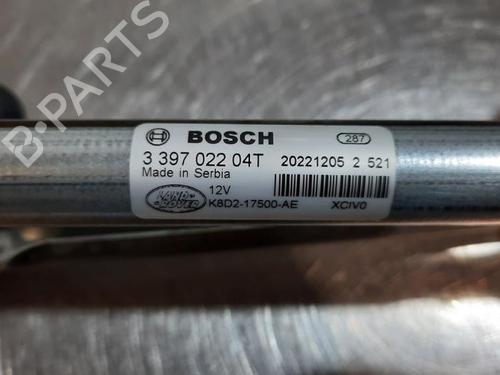 B-PARTS
BOSCH 287
3 397 022 04T 20221205 2 521
Made in Serbia
12V
LAND ROVER K8D2-17500-AE XCIV0